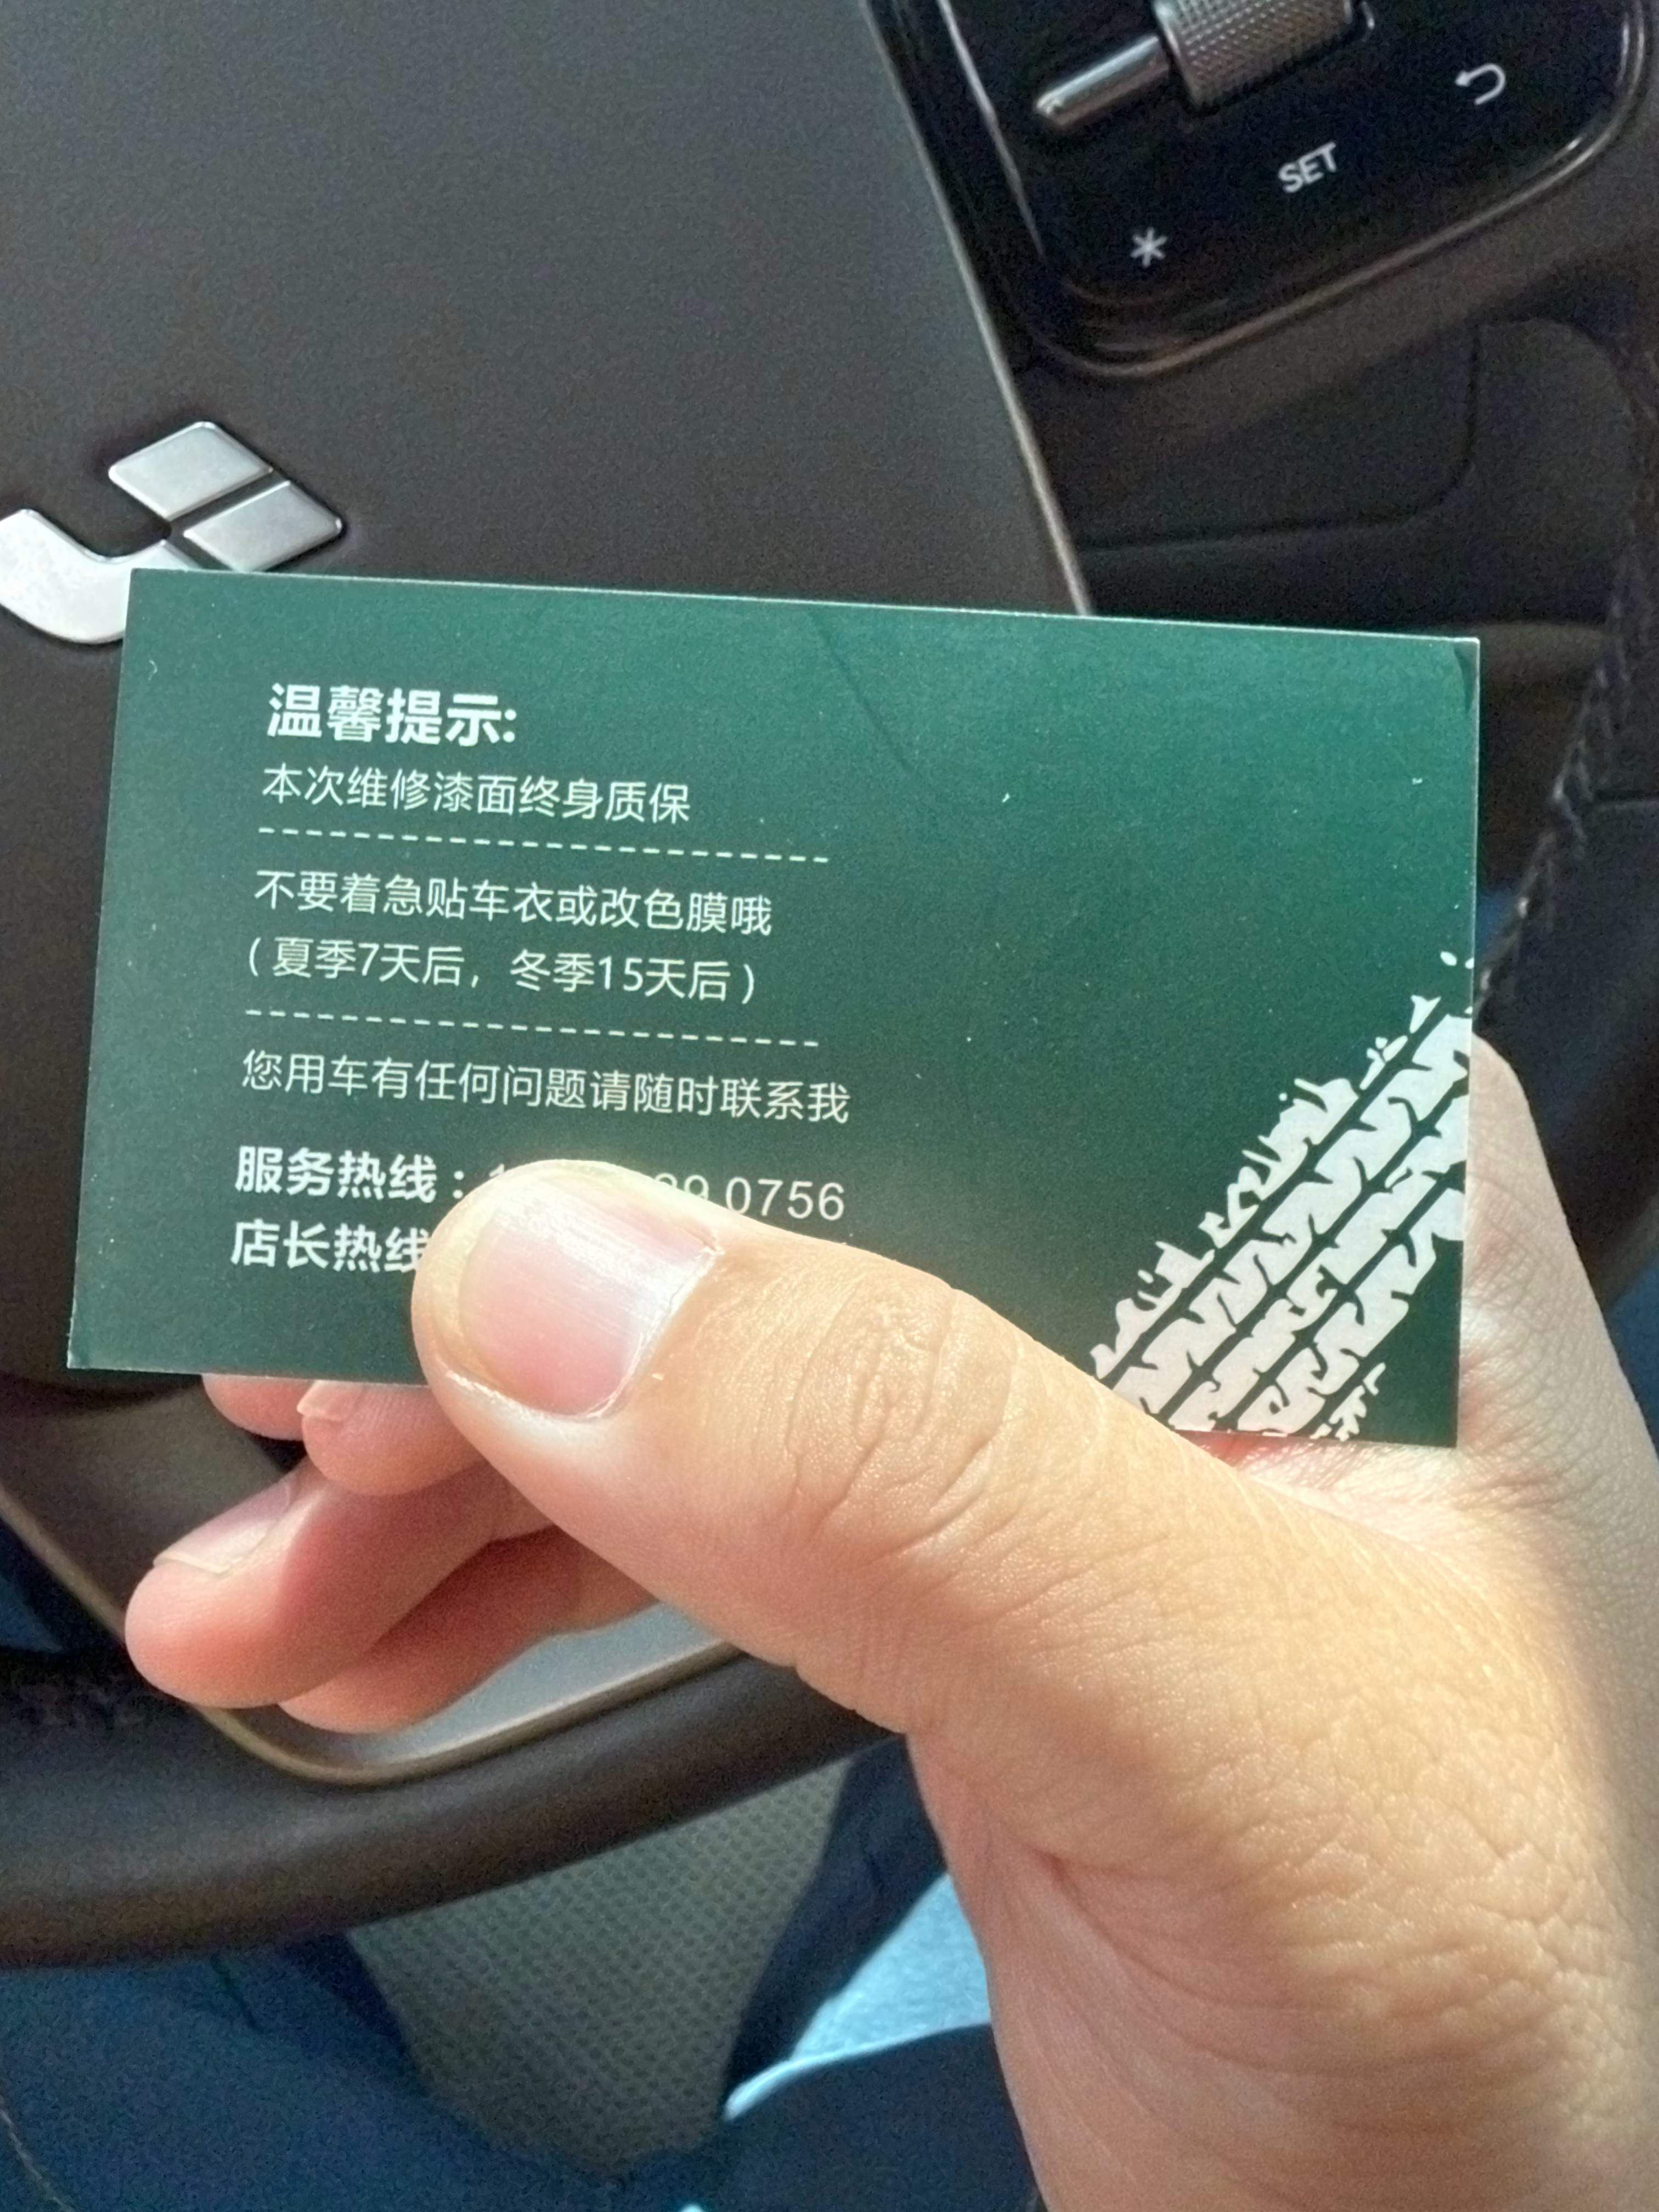 SET
温馨提示:
本次维修漆面终身质保
不要着急贴车衣或改色膜哦
(夏季7天后，冬季15天后)
您用车有任何问题请随时联系我
服务热线: 0756
店长热线